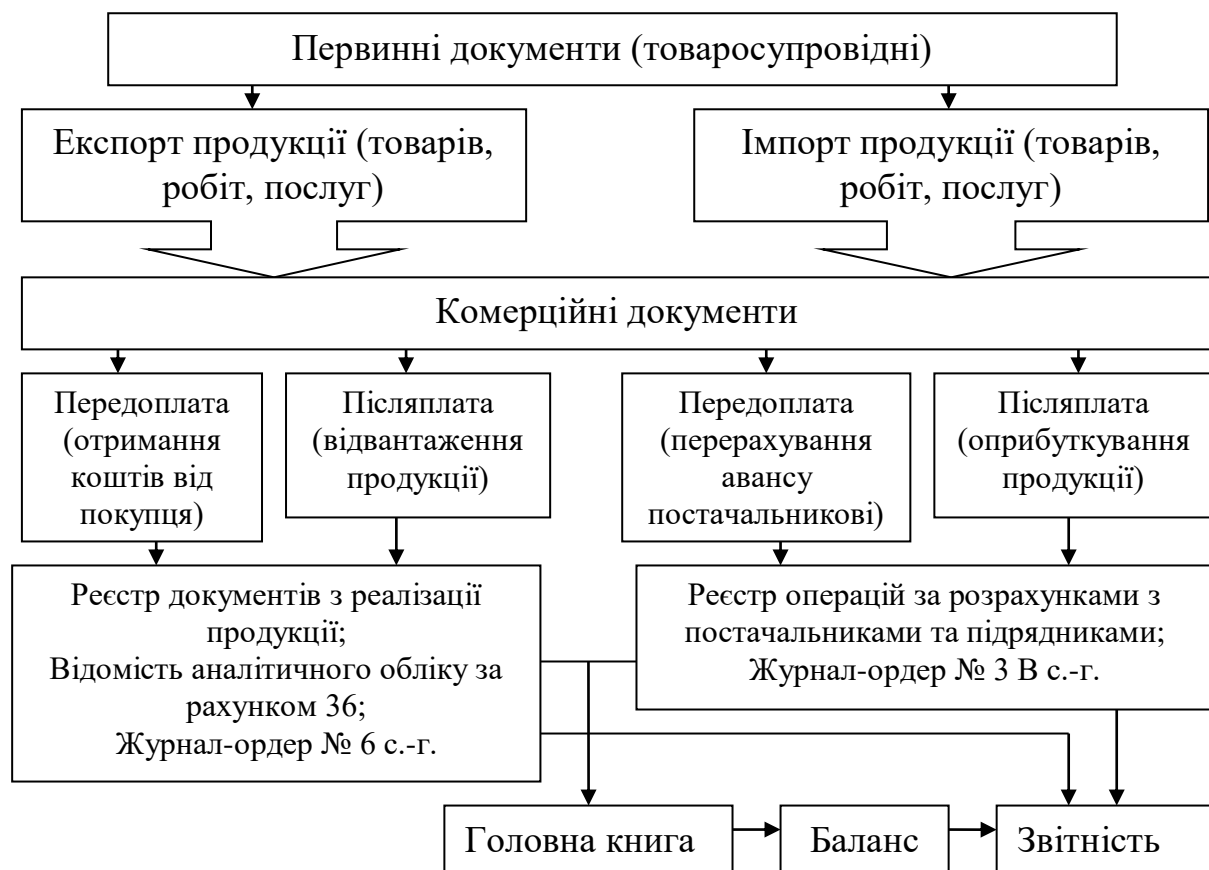 Первинні документи (товаросупровідні)
Експорт продукції (товарів,
робіт, послуг)
Імпорт продукції (товарів,
робіт, послуг)
Комерційні документи
Передоплата
(отримання
коштів від
покупця)
Післяплата
(відвантаження
продукції)
Передоплата
(перерахування
авансу
постачальникові)
Післяплата
(оприбуткування
продукції)
Реєстр документів з реалізації
продукції;
Відомість аналітичного обліку за
рахунком 36;
Журнал-ордер № 6 с.-г.
Реєстр операцій за розрахунками з
постачальниками та підрядниками;
Журнал-ордер № 3 В с.-г.
Головна книга
Баланс
Звітність